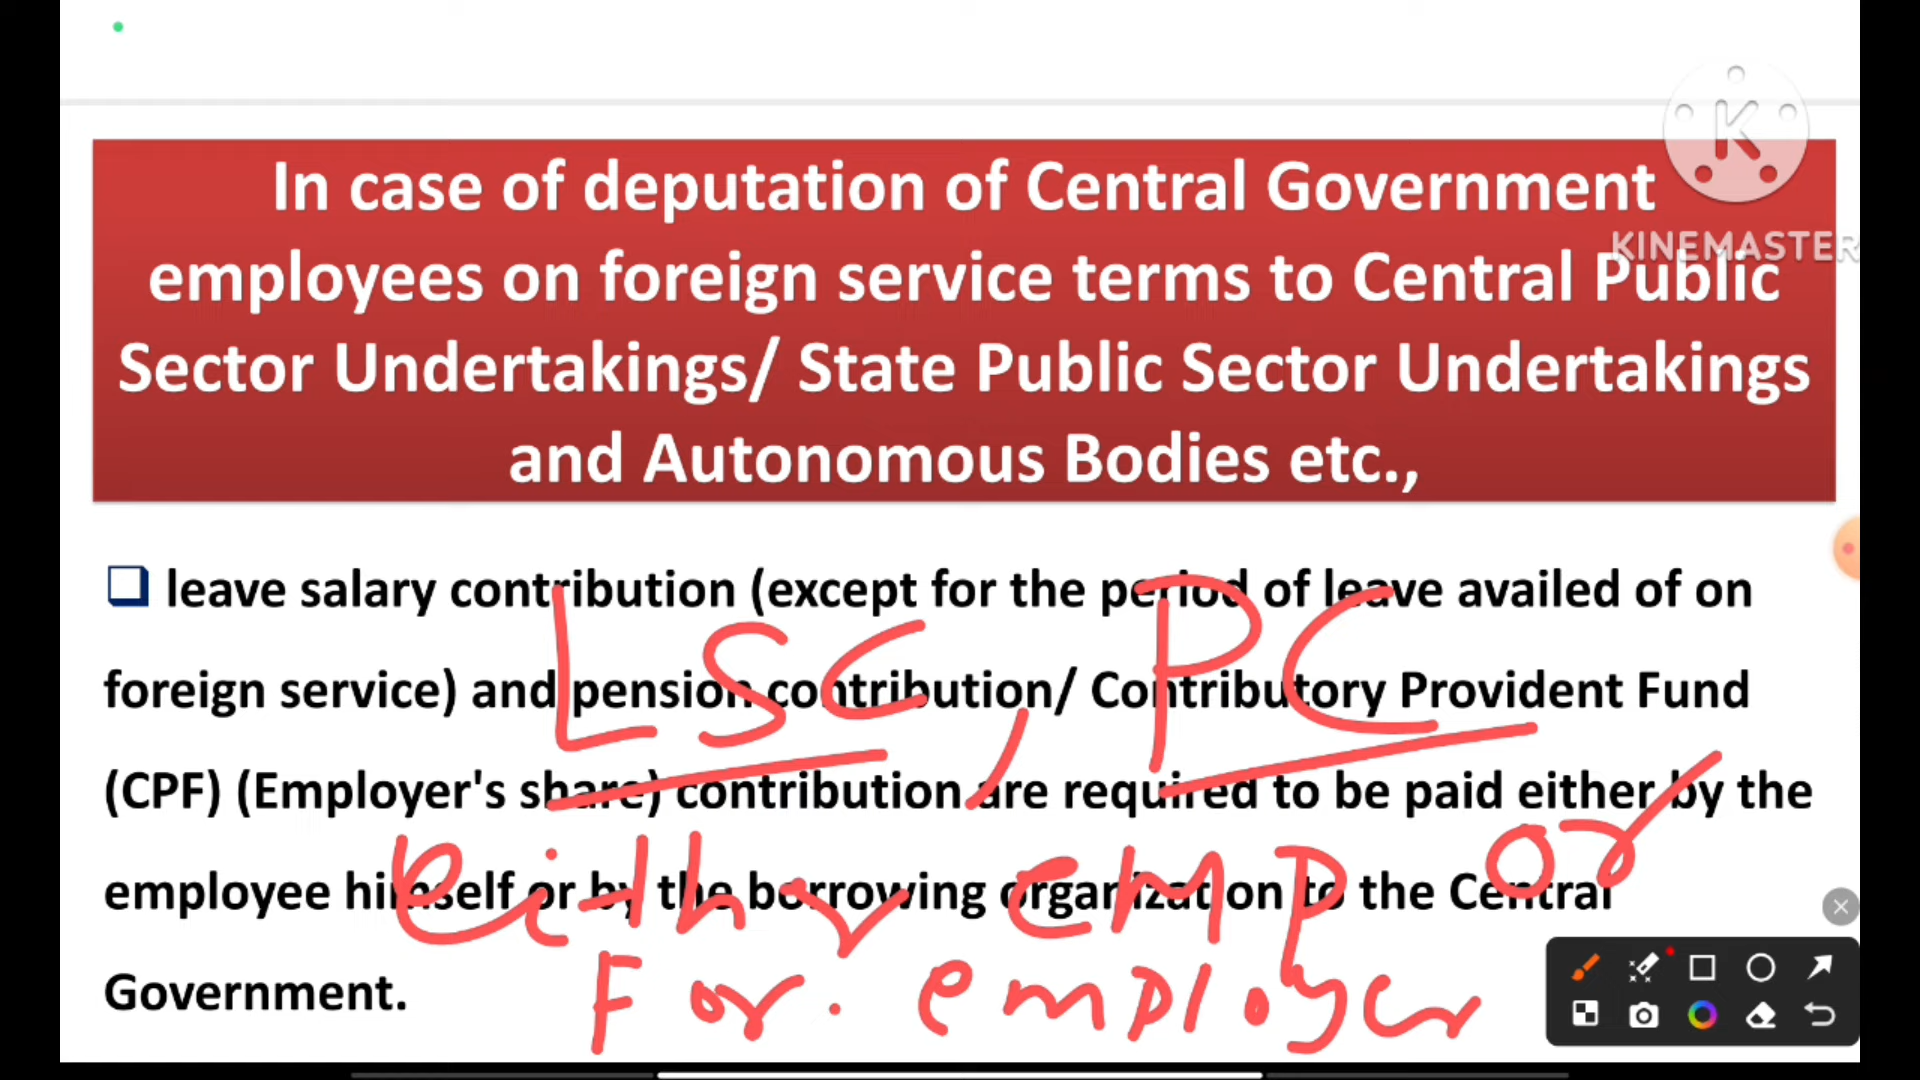 In case of deputation of Central Government
KINEMASTER
employees on foreign service terms to Central Public
Sector Undertakings/ State Public Sector Undertakings
and Autonomous Bodies etc.,
leave salary contribution (except for the period of leave availed of on
foreign service) and pension contribution/ Contributory Provident Fund
LSC, PC
(CPF) (Employer's share) contribution are required to be paid either by the
employee himself or by the borrowing organization to the Central
eithr emp or
Government.
For. employer